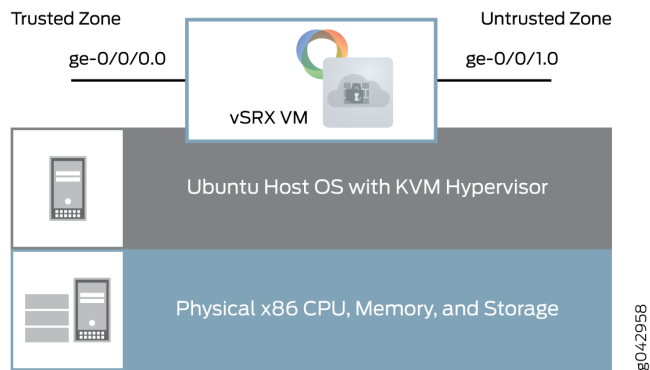 Trusted Zone
Untrusted Zone
ge-0/0/0.0
ge-0/0/1.0
vSRX VM
Ubuntu Host OS with KVM Hypervisor
Physical x86 CPU, Memory, and Storage
g042958